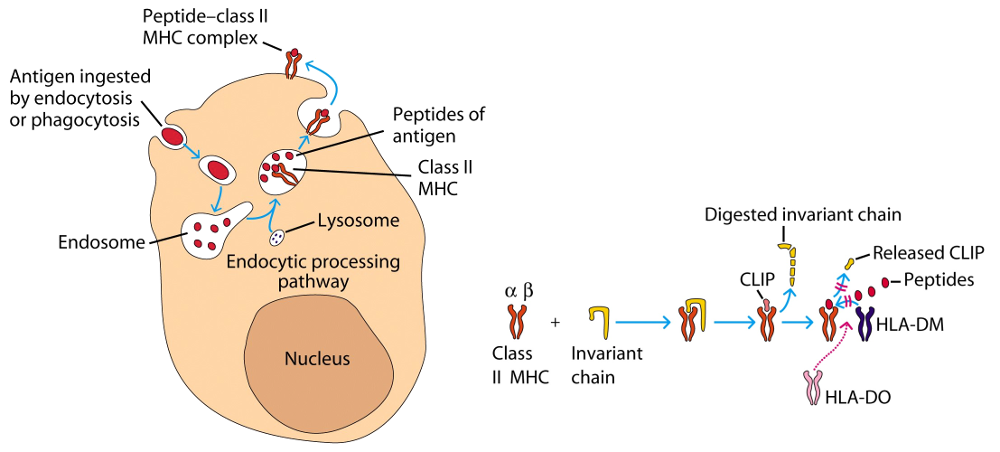 Peptide–class II
MHC complex
Antigen ingested
by endocytosis
or phagocytosis
Peptides of
antigen
Class II
MHC
Lysosome
Endosome
Endocytic processing
pathway
Nucleus
Digested invariant chain
Released CLIP
CLIP
Peptides
α β
+
HLA-DM
Class
II MHC
Invariant
chain
HLA-DO